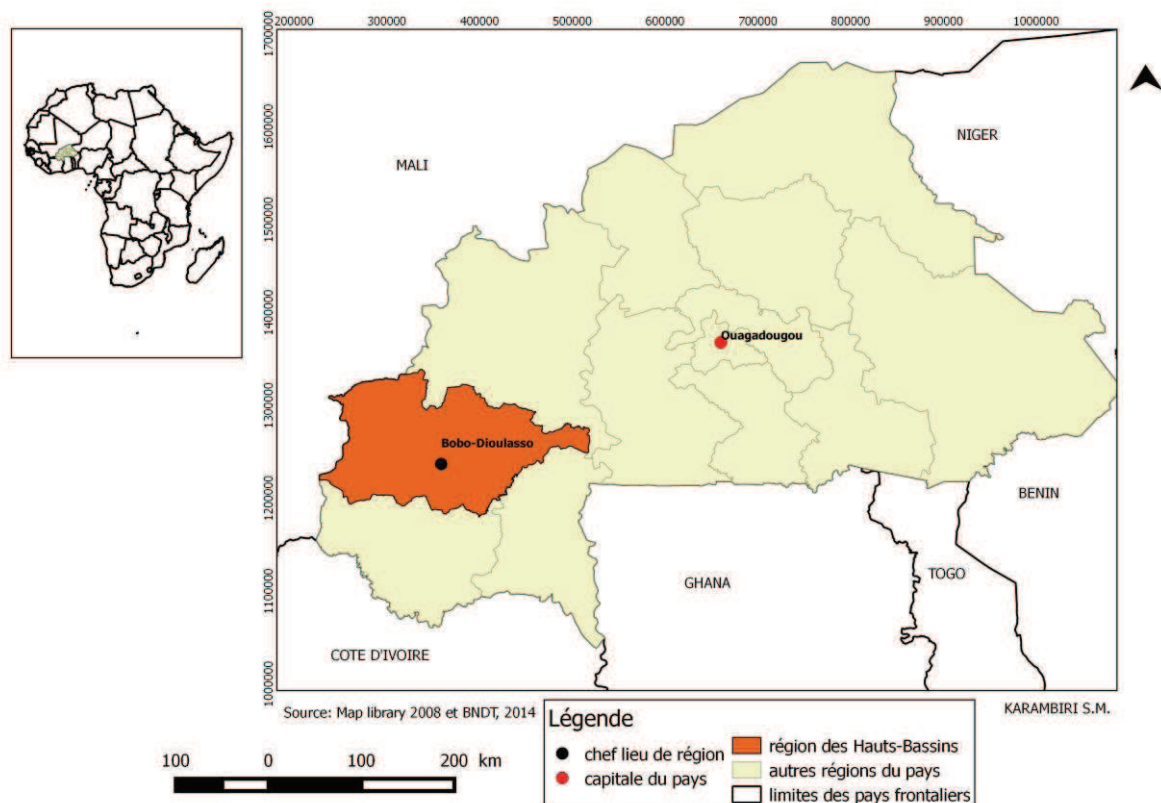 200000 300000 400000 500000 600000 700000 800000 900000 1000000
1700000
1600000
1500000
1400000
1300000
1200000
1100000
1000000
NIGER
MALI
Ouagadougou
Bobo-Dioulasso
BENIN
GHANA
TOGO
COTE D'IVOIRE
Source: Map library 2008 et BNDT, 2014
KARAMBIRI S.M.
Légende
chef lieu de région
capitale du pays
région des Hauts-Bassins
autres régions du pays
limites des pays frontaliers
100 0 100 200 km